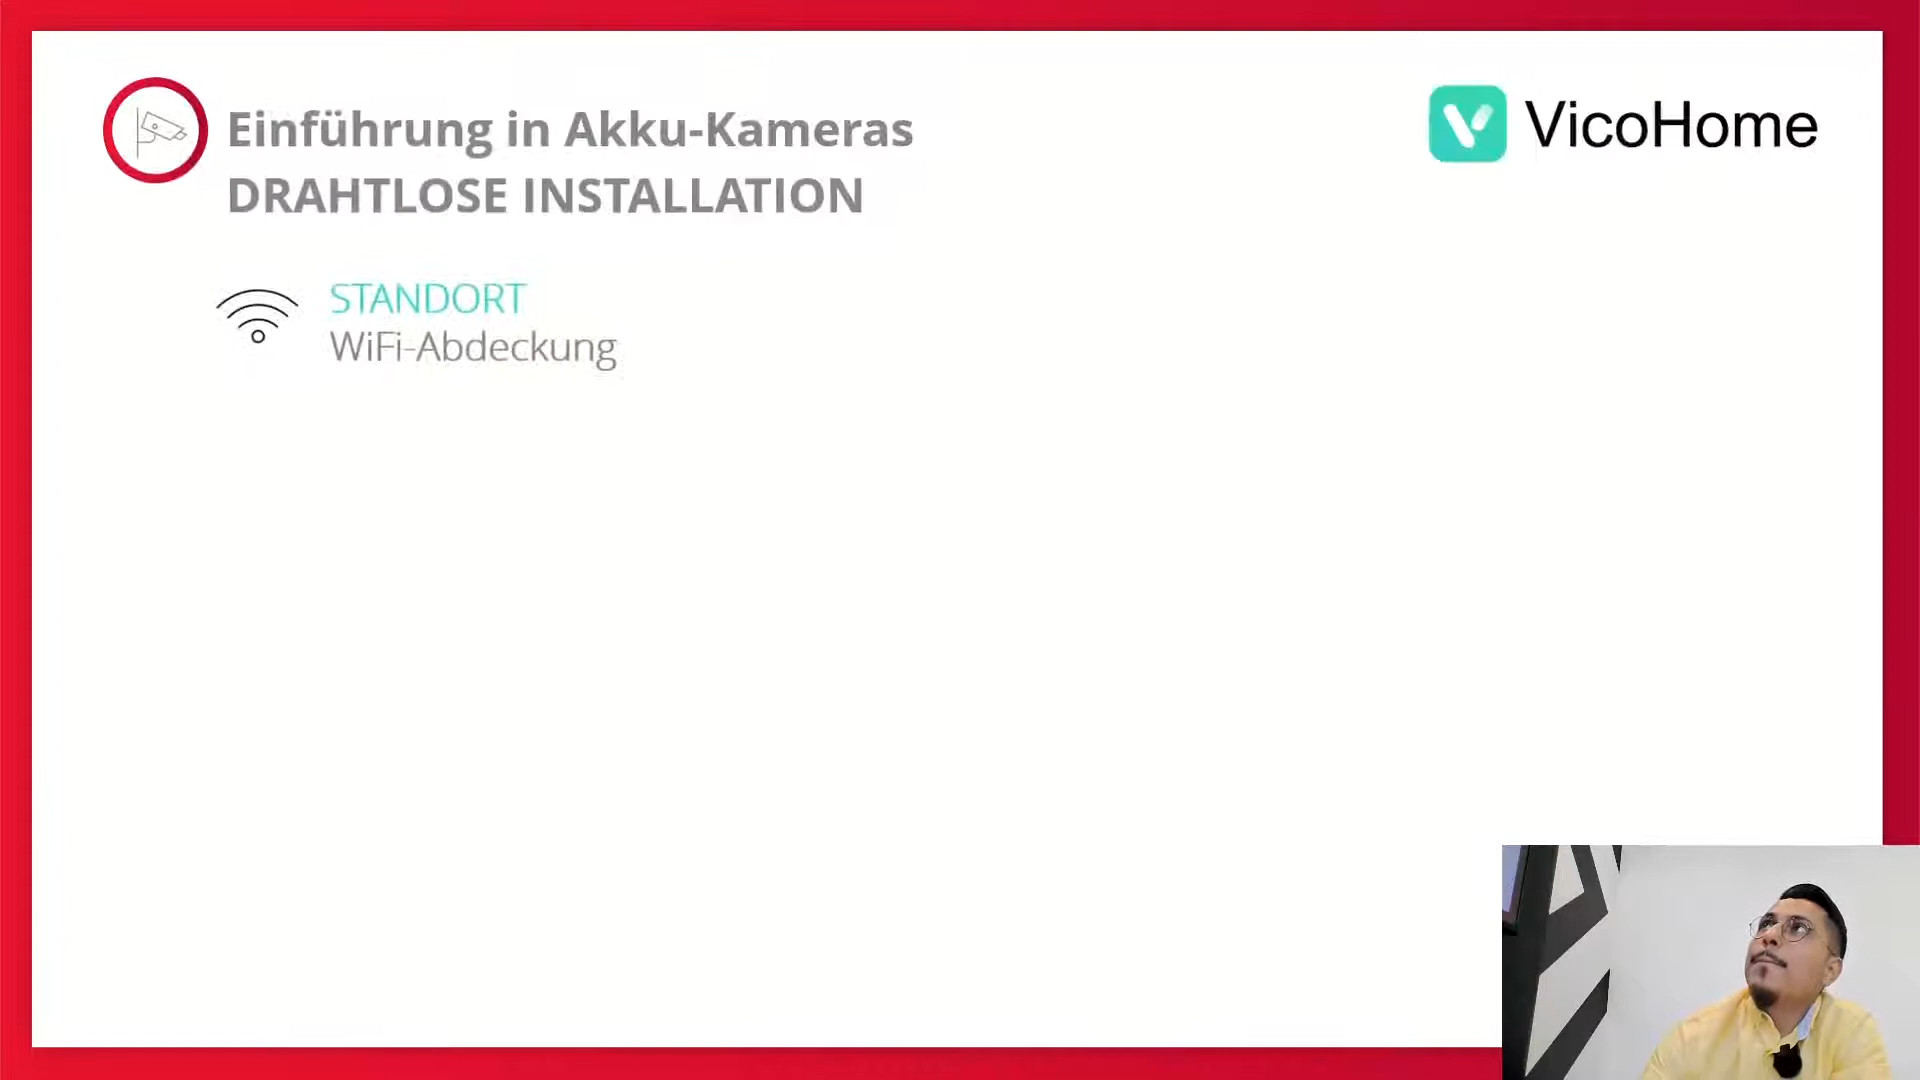 Einführung in Akku-Kameras
DRAHTLOSE INSTALLATION
VicoHome
STANDORT
WiFi-Abdeckung